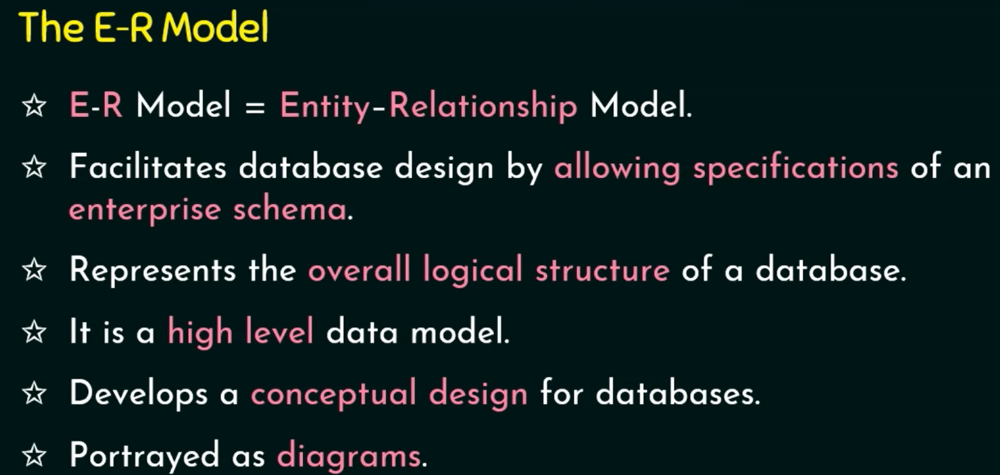 The E-R Model
☆ E-R Model = Entity–Relationship Model.
☆ Facilitates database design by allowing specifications of an
enterprise schema.
☆ Represents the overall logical structure of a database.
☆ It is a high level data model.
☆ Develops a conceptual design for databases.
☆ Portrayed as diagrams.